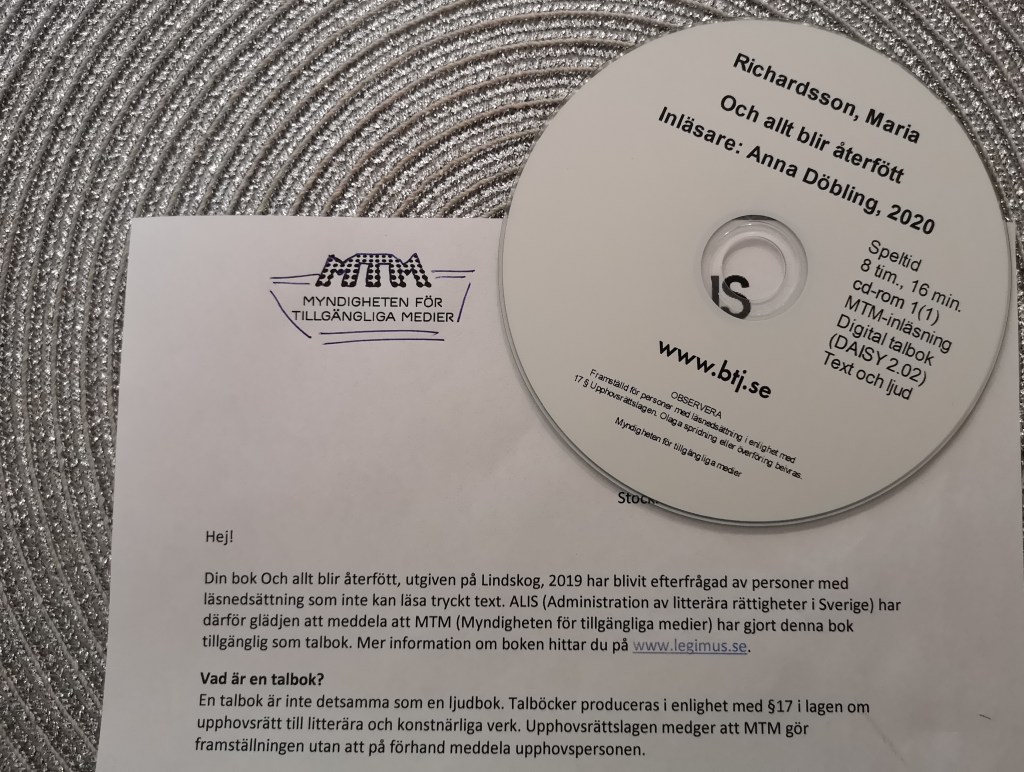 Richardsson, Maria
Och allt blir återfött
Inläsare: Anna Döbling, 2020
Speltid
8 tim., 16 min.
cd-rom 1(1)
MTM-inläsning
Digital talbok
(DAISY 2.02)
Text och ljud
IS
www.btj.se
OBSERVERA
Framställd för personer med läsnedsättning i enlighet med
17 § Upphovsrättslagen. Olaga spridning eller överföring beivras.
Myndigheten för tillgängliga medier
MTM
MYNDIGHETEN FÖR
TILLGÄNGLIGA MEDIER
Hej!
Din bok Och allt blir återfött, utgiven på Lindskog, 2019 har blivit efterfrågad av personer med
läsnedsättning som inte kan läsa tryckt text. ALIS (Administration av litterära rättigheter i Sverige) har
därför glädjen att meddela att MTM (Myndigheten för tillgängliga medier) har gjort denna bok
tillgänglig som talbok. Mer information om boken hittar du på www.legimus.se.
Vad är en talbok?
En talbok är inte detsamma som en ljudbok. Talböcker produceras i enlighet med §17 i lagen om
upphovsrätt till litterära och konstnärliga verk. Upphovsrättslagen medger att MTM gör
framställningen utan att på förhand meddela upphovspersonen.